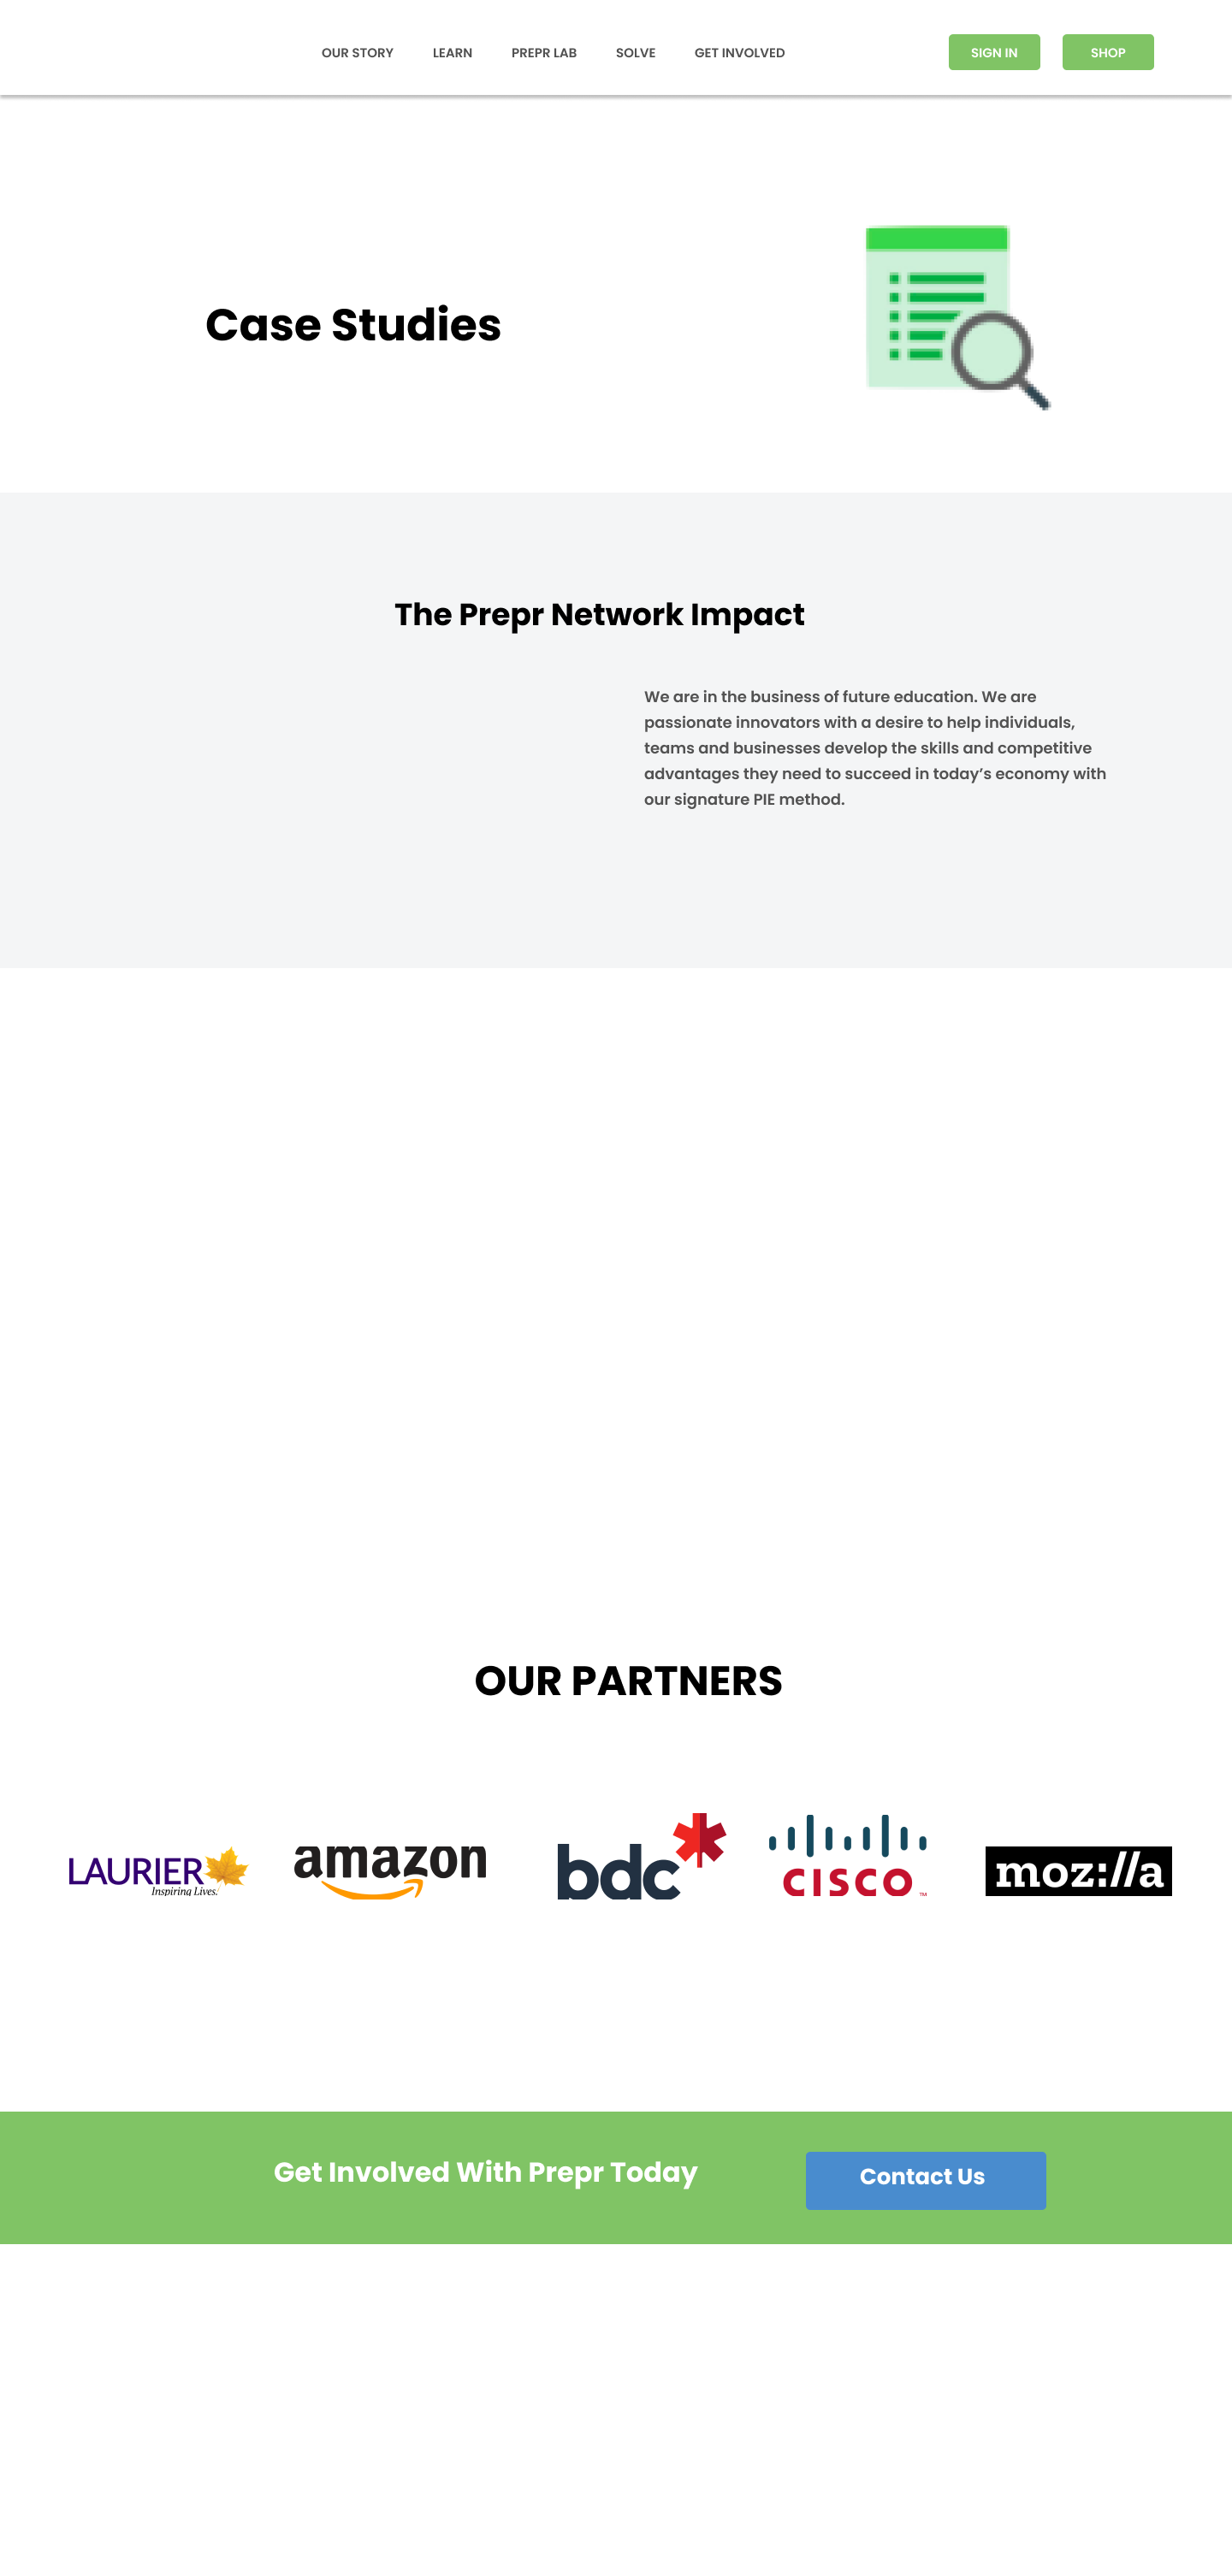 OUR STORY LEARN PREPR LAB SOLVE GET INVOLVED SIGN IN SHOP
Case Studies
The Prepr Network Impact
We are in the business of future education. We are
passionate innovators with a desire to help individuals,
teams and businesses develop the skills and competitive
advantages they need to succeed in today’s economy with
our signature PIE method.
OUR PARTNERS
LAURIER
Inspiring Lives.
amazon
bdc
CISCO ™
moz://a
Get Involved With Prepr Today
Contact Us